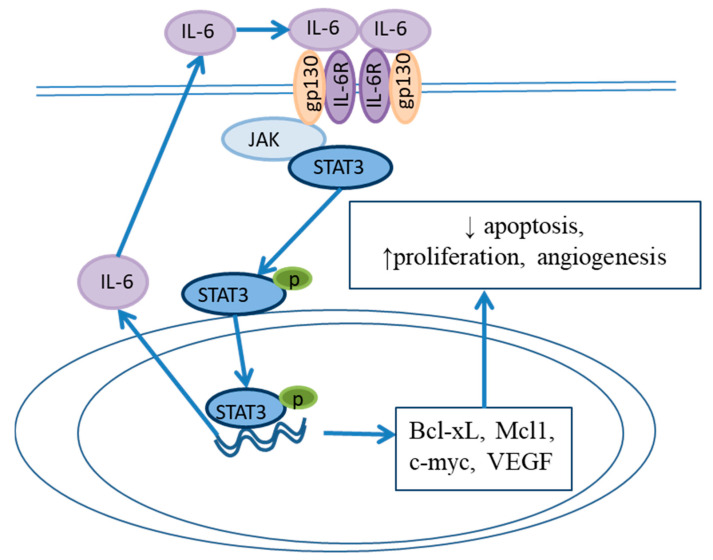 IL-6
IL-6
IL-6
gp130
IL-6R
IL-6R
gp130
JAK
STAT3
↓ apoptosis,
↑proliferation, angiogenesis
IL-6
STAT3
p
STAT3
p
Bcl-xL, Mcl1,
c-myc, VEGF